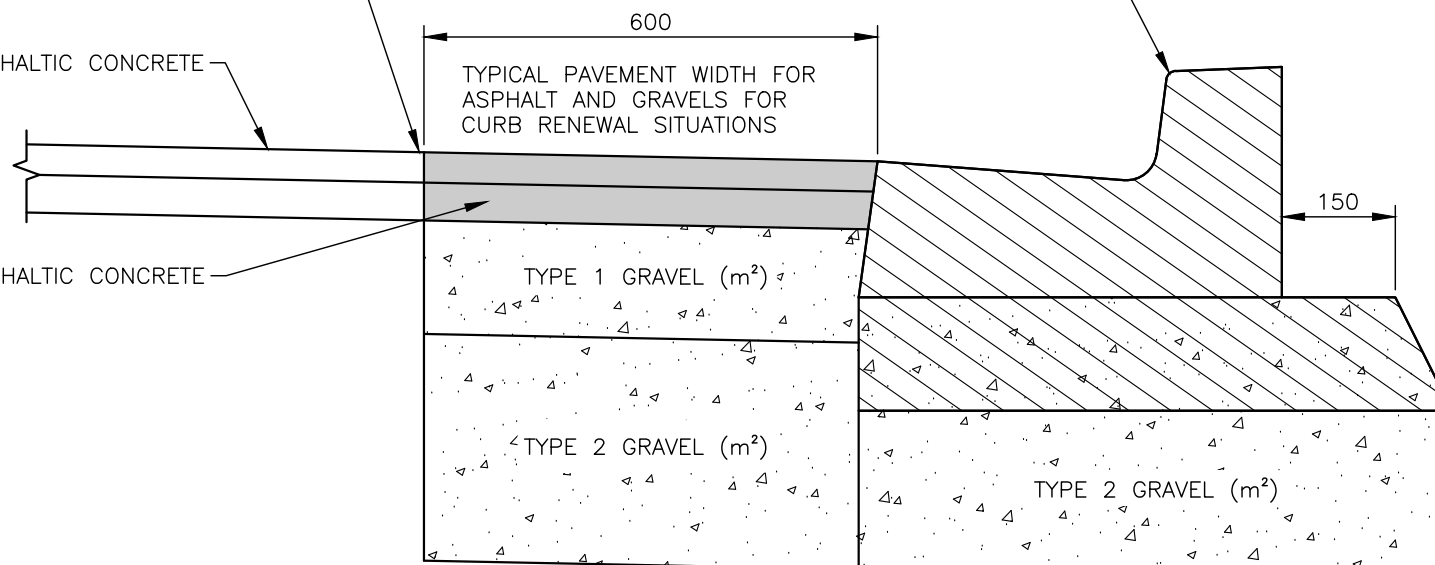 600
HALTIC CONCRETE
TYPICAL PAVEMENT WIDTH FOR
ASPHALT AND GRAVELS FOR
CURB RENEWAL SITUATIONS
150
HALTIC CONCRETE
TYPE 1 GRAVEL (m²)
TYPE 2 GRAVEL (m²)
TYPE 2 GRAVEL (m²)